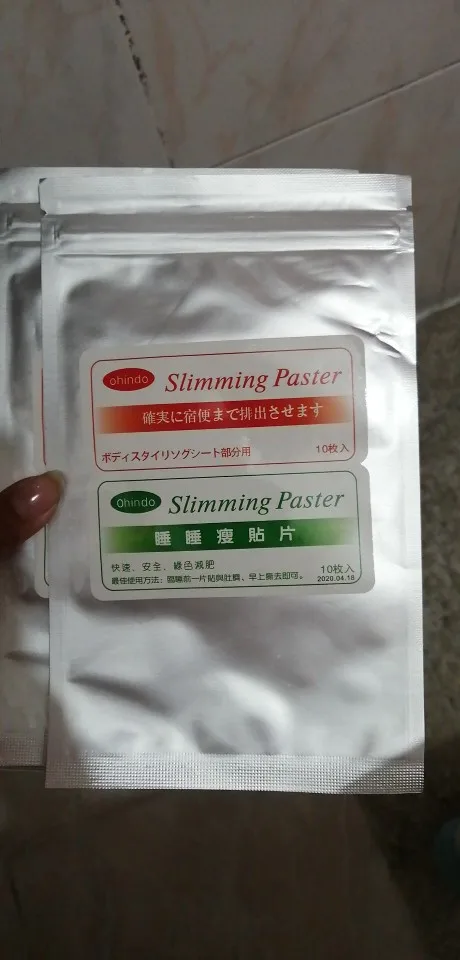 ohindo Slimming Paster
確実に宿便まで排出させます
ボディスタイリソグシート部分用 10枚入
Ohindo Slimming Paster
睡睡瘦貼片
快速、安全、綠色減肥
最佳使用方法：臨睡前一片貼與肚臍、早上撕去即可。
10枚入
2020.04.18